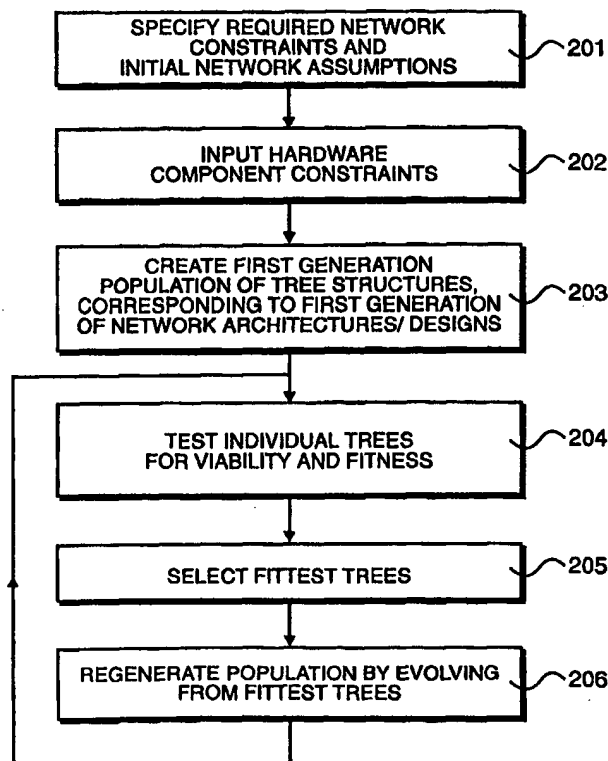 SPECIFY REQUIRED NETWORK
CONSTRAINTS AND
INITIAL NETWORK ASSUMPTIONS
201
INPUT HARDWARE
COMPONENT CONSTRAINTS
202
CREATE FIRST GENERATION
POPULATION OF TREE STRUCTURES,
CORRESPONDING TO FIRST GENERATION
OF NETWORK ARCHITECTURES/ DESIGNS
203
TEST INDIVIDUAL TREES
FOR VIABILITY AND FITNESS
204
SELECT FITTEST TREES
205
REGENERATE POPULATION BY EVOLVING
FROM FITTEST TREES
206